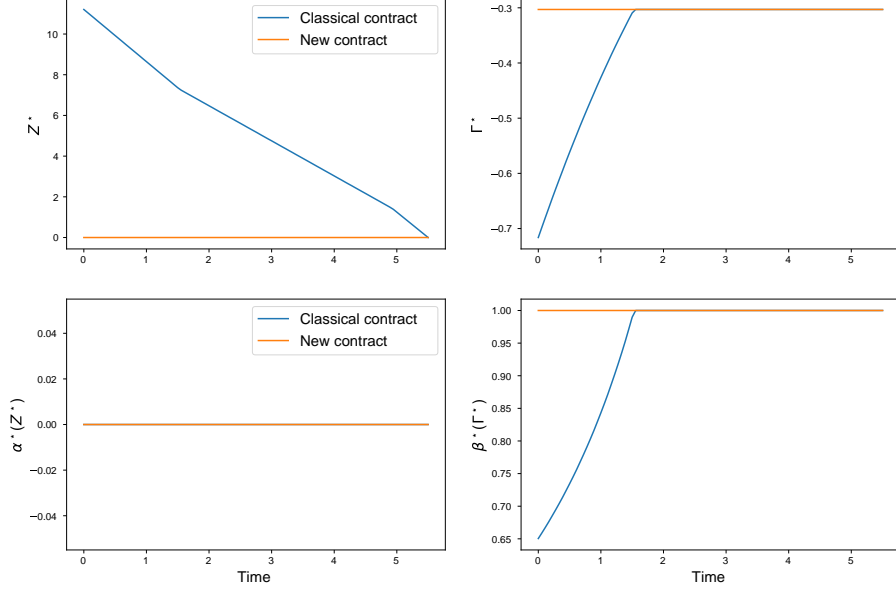 Classical contract
New contract
10
8
6
4
2
0
Z*
0 1 2 3 4 5
−0.3
−0.4
−0.5
−0.6
−0.7
Γ*
0 1 2 3 4 5
Classical contract
New contract
0.04
0.02
0.00
−0.02
−0.04
α*(Z*)
0 1 2 3 4 5
Time
1.00
0.95
0.90
0.85
0.80
0.75
0.70
0.65
β*(Γ*)
0 1 2 3 4 5
Time